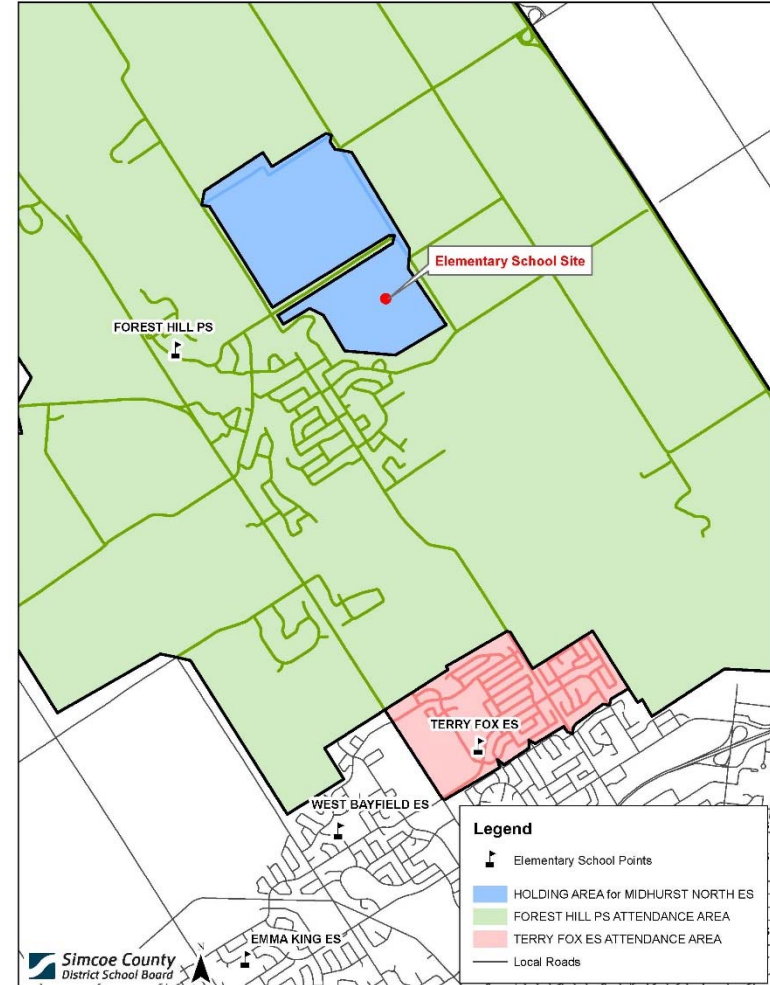 Elementary School Site
FOREST HILL PS
TERRY FOX ES
WEST BAYFIELD ES
EMMA KING ES
N
Simcoe County
District School Board
Legend
Elementary School Points
HOLDING AREA for MIDHURST NORTH ES
FOREST HILL PS ATTENDANCE AREA
TERRY FOX ES ATTENDANCE AREA
Local Roads